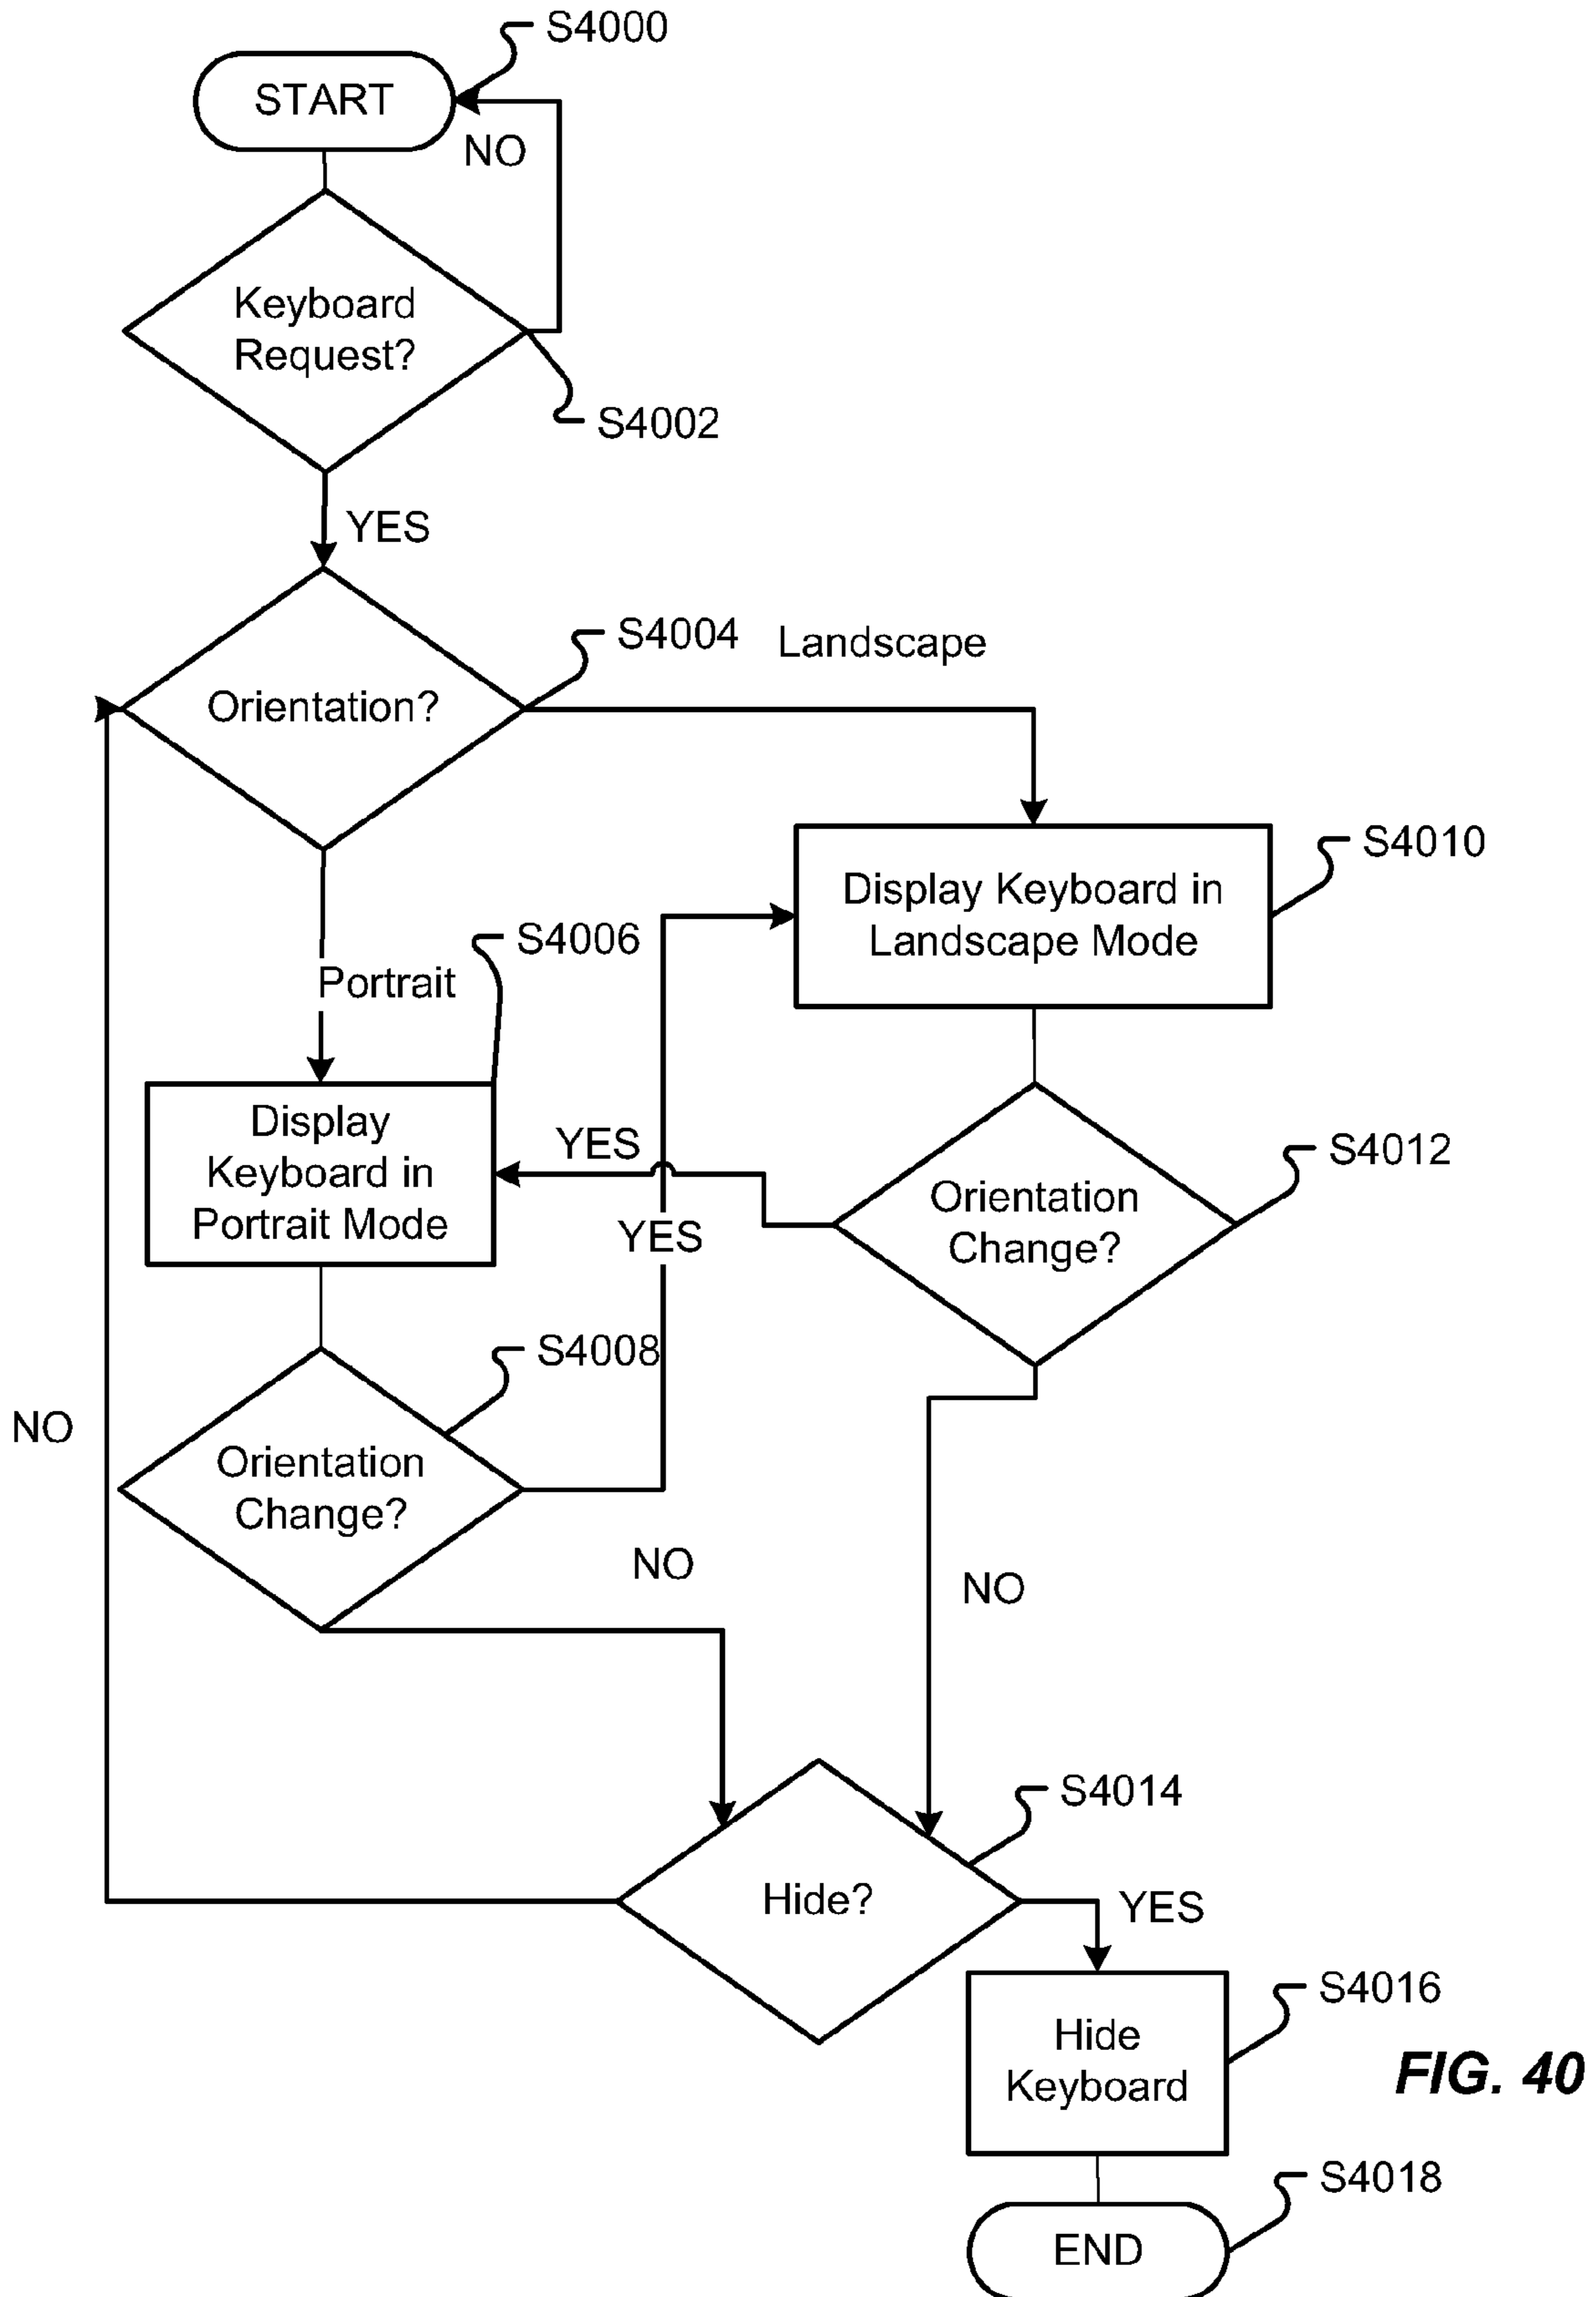 S4000
START
NO
Keyboard
Request?
S4002
YES
S4004
Landscape
Orientation?
S4010
Display Keyboard in
Landscape Mode
S4006
Portrait
Display
Keyboard in
Portrait Mode
YES
S4012
Orientation
Change?
YES
S4008
NO
Orientation
Change?
NO
NO
S4014
Hide?
YES
S4016
Hide
Keyboard
FIG. 40
S4018
END